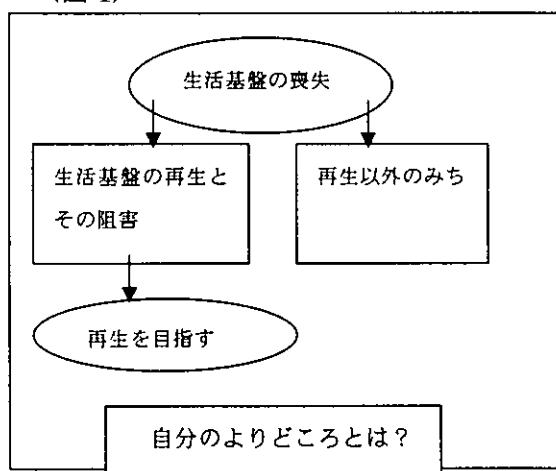 生活基盤の喪失
生活基盤の再生と
その阻害
再生以外のみち
再生を目指す
自分のよりどころとは？